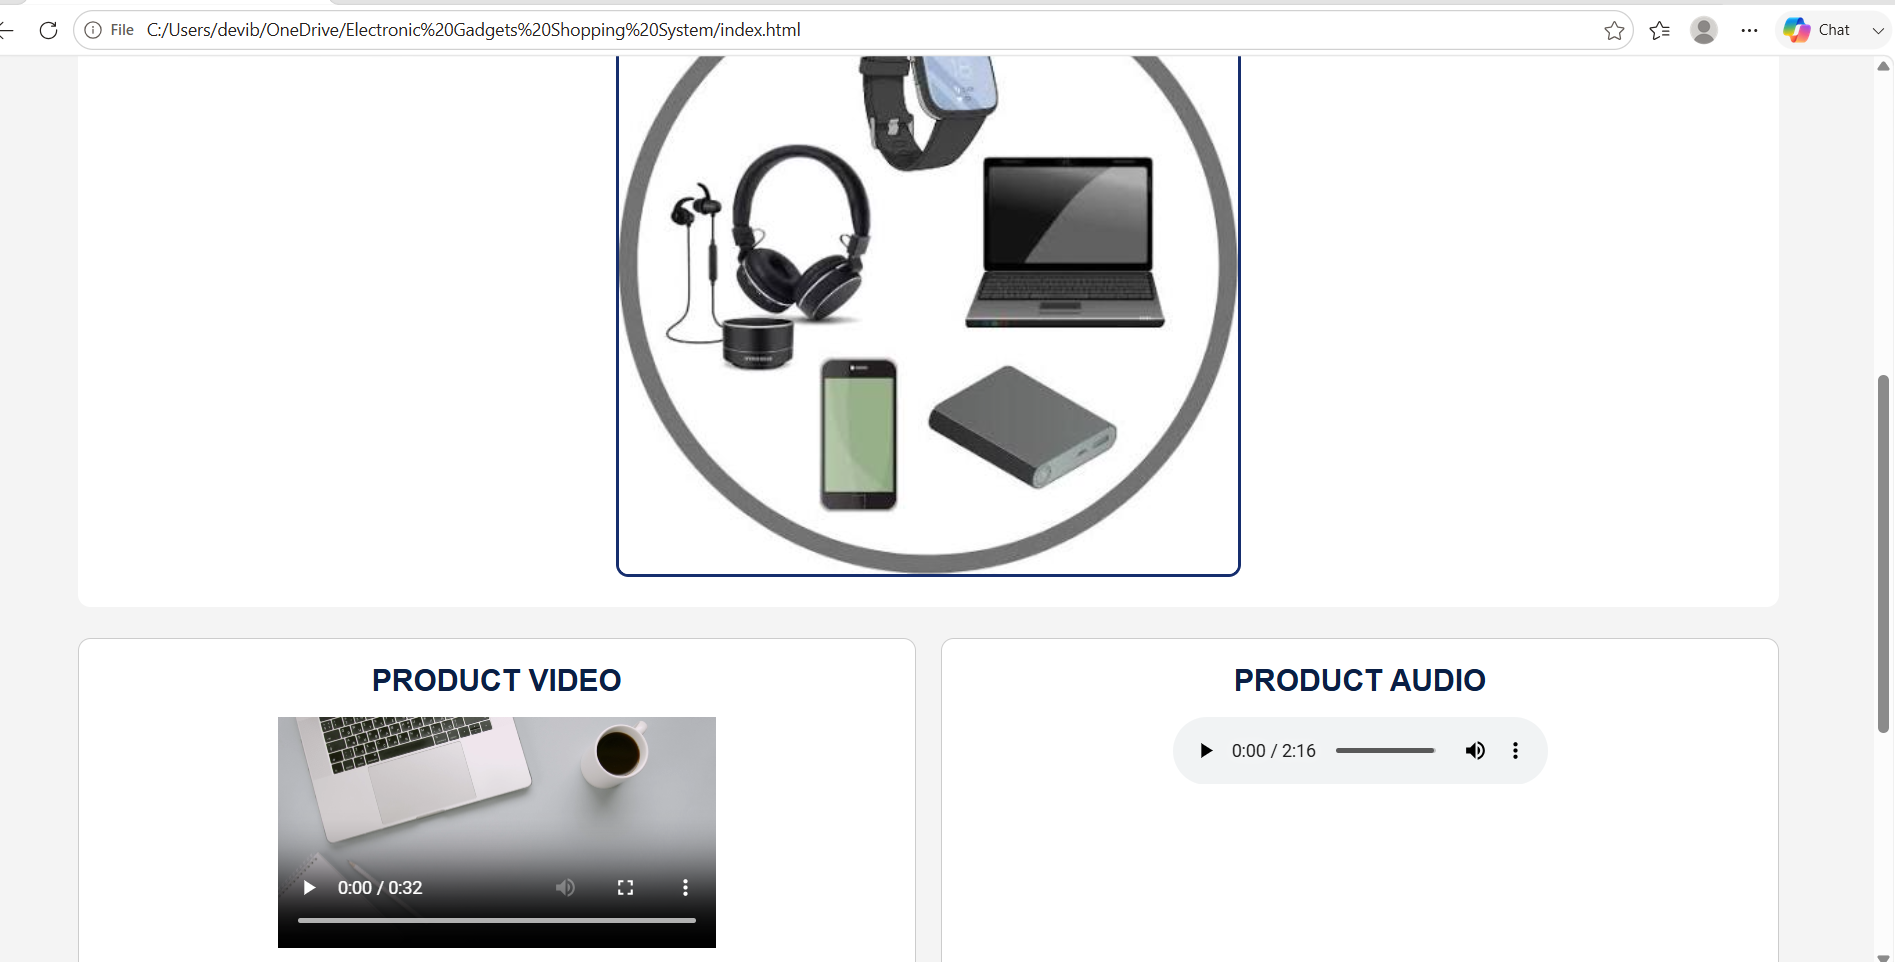 File C:/Users/devib/OneDrive/Electronic%20Gadgets%20Shopping%20System/index.html
Chat
PRODUCT VIDEO
PRODUCT AUDIO
0:00 / 2:16
0:00 / 0:32